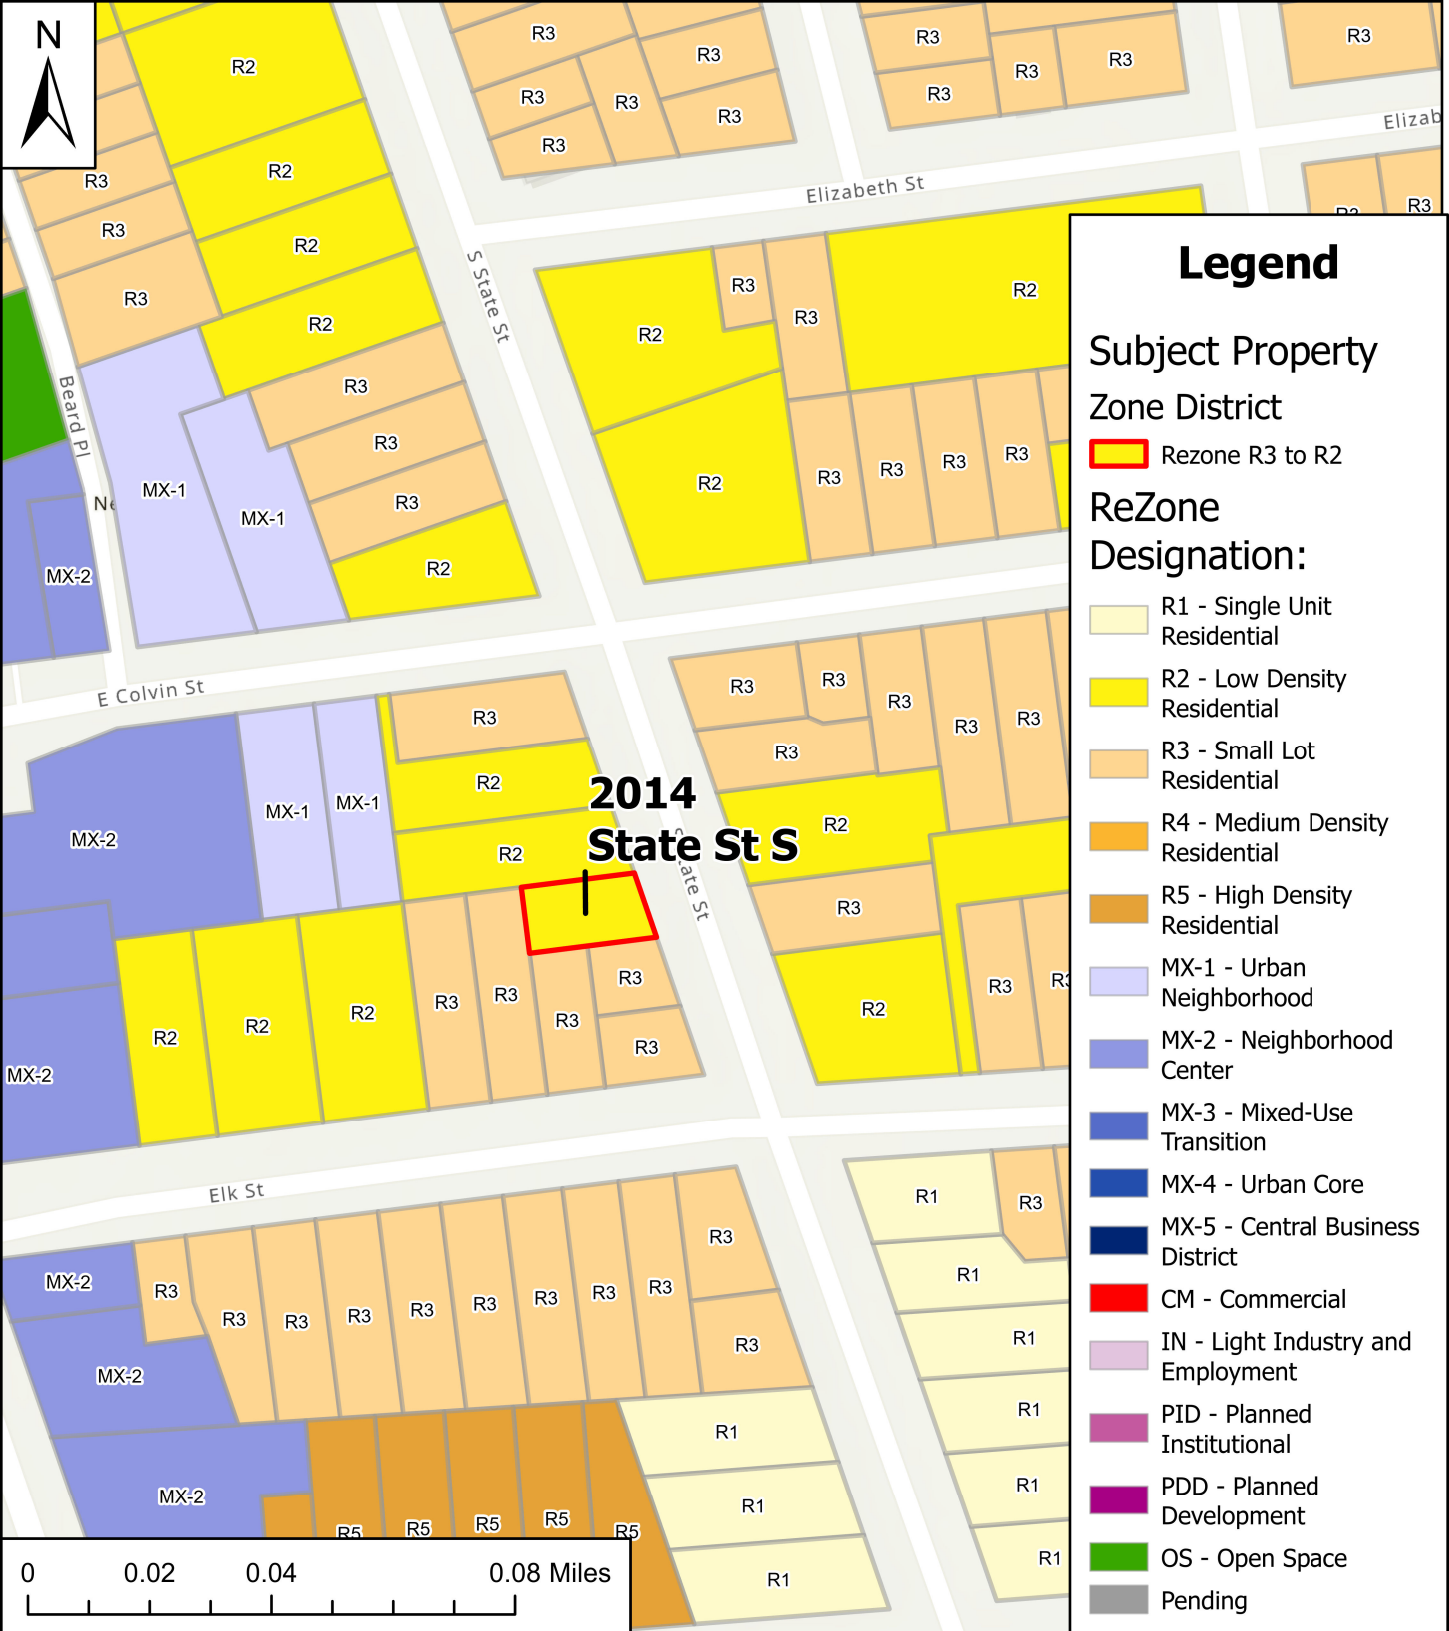 N
R2
R3
R3
R3
R3
R3
R3
R3
R3
R3
R3
R3
R3
R3
Elizab
R2
R3
R3
R3
R3
R2
R2
Elizabeth St
S State St
R3
R3
R2
R2
R2
R3
R3
R3
Beard Pl
R3
R2
R3
R3
R3
R3
MX-1
MX-1
MX-2
R2
E Colvin St
R3
R2
R2
MX-1
MX-1
MX-2
2014
State St S
R3
R3
R3
R3
R3
R3
R2
R3
R2
R3
R2
R2
R2
R3
R3
R3
R3
R3
MX-2
Elk St
MX-2
R3
R3
R3
R3
R3
R3
R3
R3
R3
R3
R3
MX-2
MX-2
R5
R5
R5
R5
R5
R1
R1
R1
R1
R3
R1
R1
R1
R1
R1
0 0.02 0.04 0.08 Miles
Legend
Subject Property
Zone District
Rezone R3 to R2
ReZone
Designation:
R1 - Single Unit
Residential
R2 - Low Density
Residential
R3 - Small Lot
Residential
R4 - Medium Density
Residential
R5 - High Density
Residential
MX-1 - Urban
Neighborhood
MX-2 - Neighborhood
Center
MX-3 - Mixed-Use
Transition
MX-4 - Urban Core
MX-5 - Central Business
District
CM - Commercial
IN - Light Industry and
Employment
PID - Planned
Institutional
PDD - Planned
Development
OS - Open Space
Pending